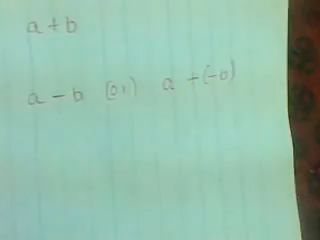 a + b
a - b (or) a + (-b)